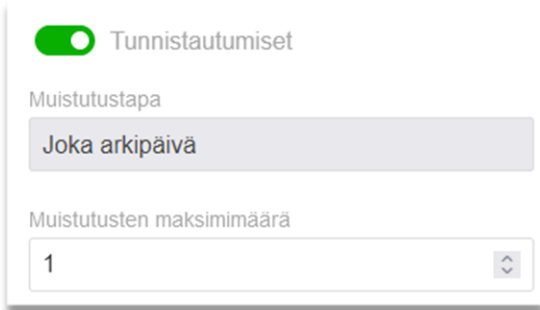 Tunnistautumiset
Muistutustapa
Joka arkipäivä
Muistutusten maksimimäärä
1